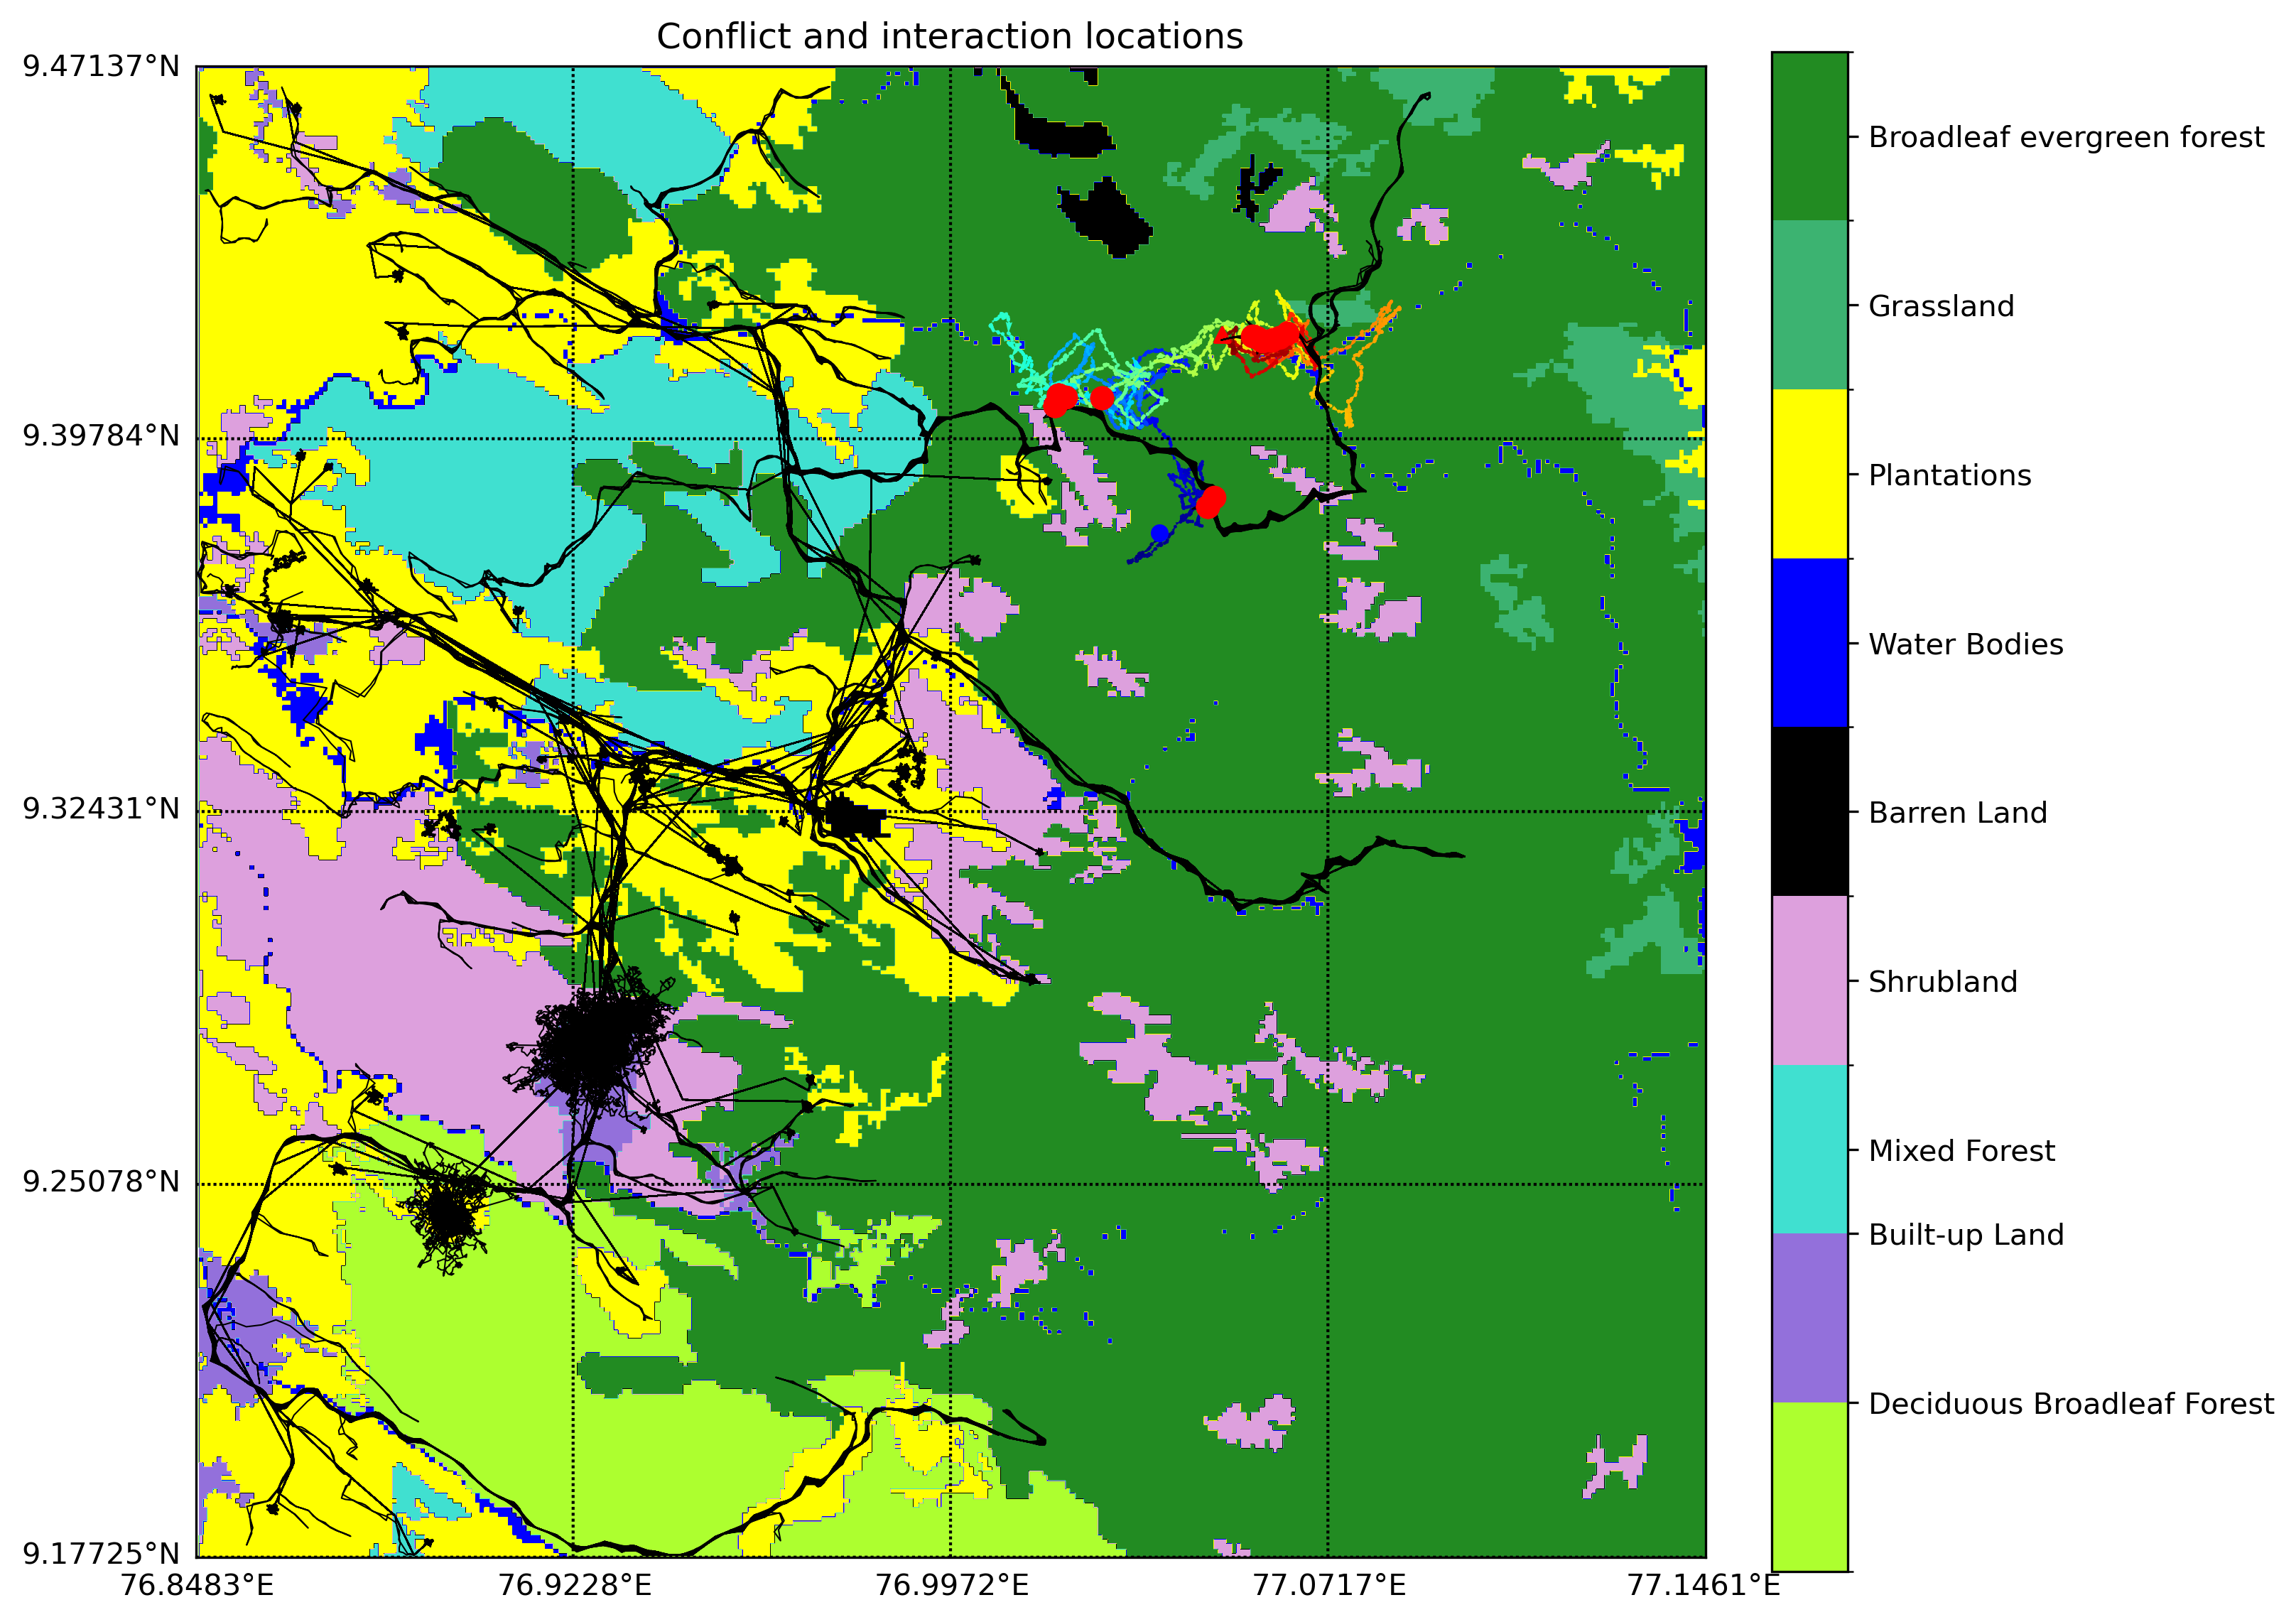 Conflict and interaction locations
9.47137°N
9.39784°N
9.32431°N
9.25078°N
9.17725°N
76.8483°E
76.9228°E
76.9972°E
77.0717°E
77.1461°E
Broadleaf evergreen forest
Grassland
Plantations
Water Bodies
Barren Land
Shrubland
Mixed Forest
Built-up Land
Deciduous Broadleaf Forest